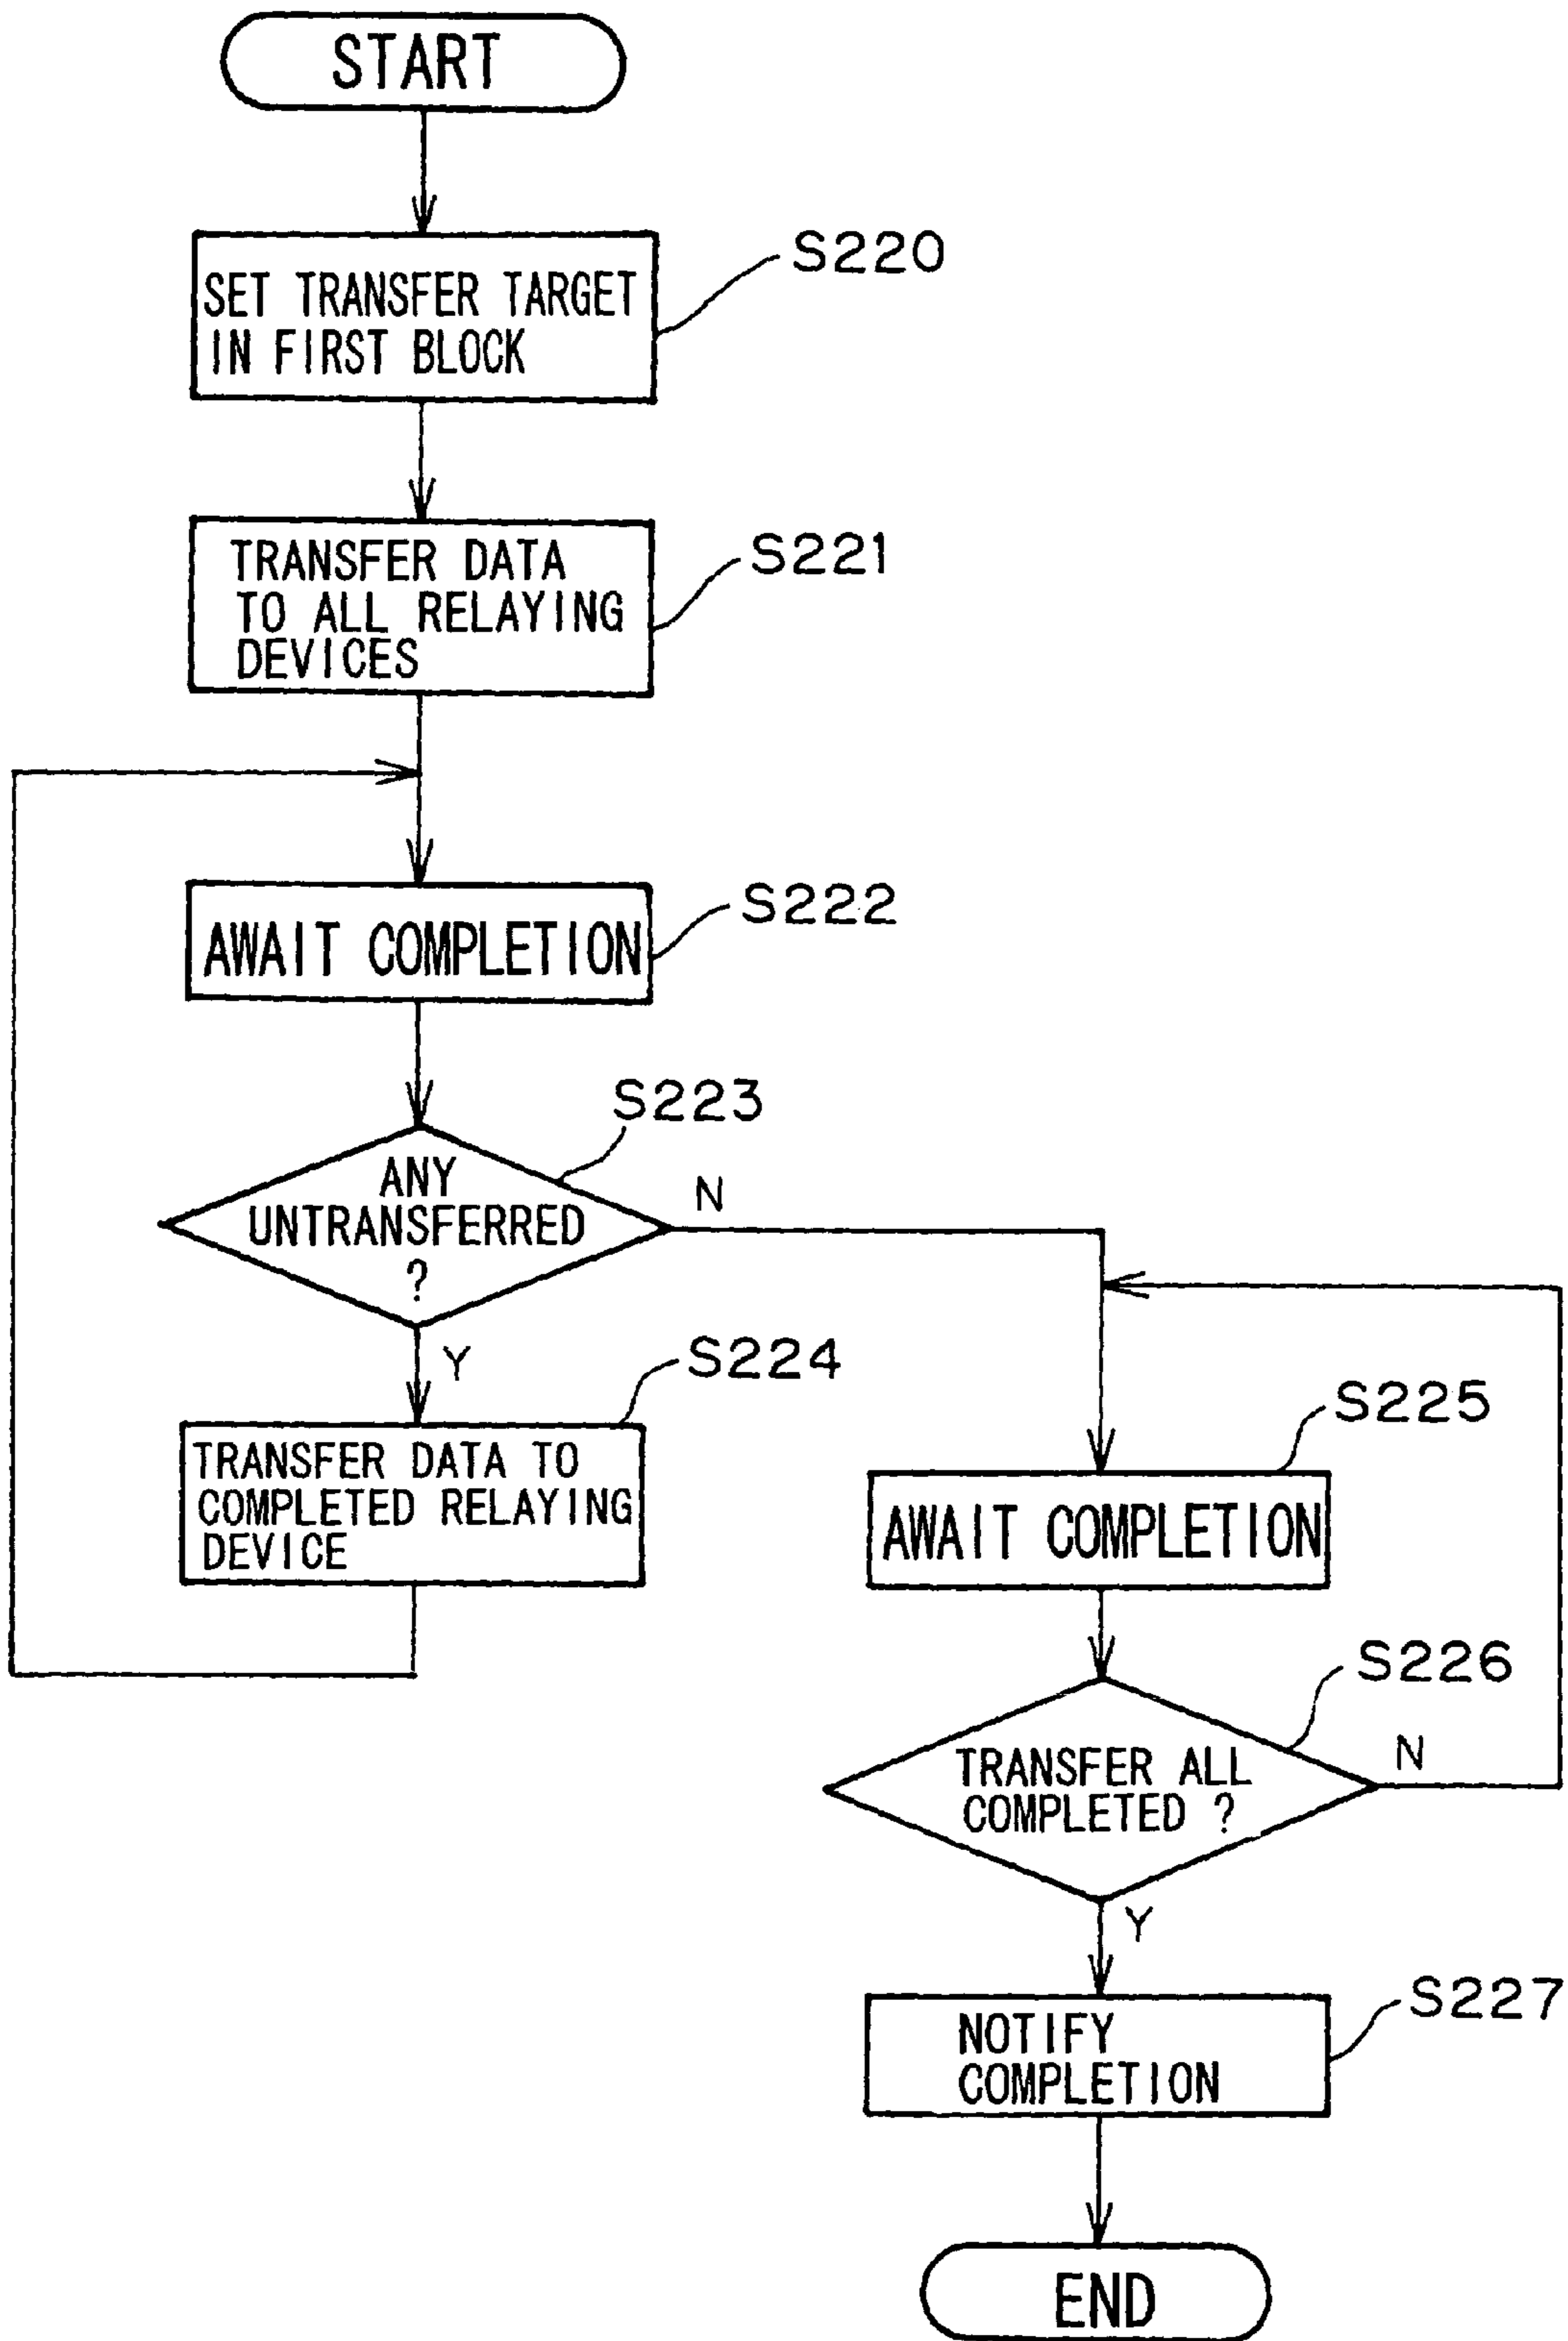 START
SET TRANSFER TARGET
IN FIRST BLOCK
S220
TRANSFER DATA
TO ALL RELAYING
DEVICES
S221
AWAIT COMPLETION
S222
ANY
UNTRANSFERRED
?
S223
N
Y
TRANSFER DATA TO
COMPLETED RELAYING
DEVICE
S224
AWAIT COMPLETION
S225
TRANSFER ALL
COMPLETED ?
S226
N
Y
NOTIFY
COMPLETION
S227
END